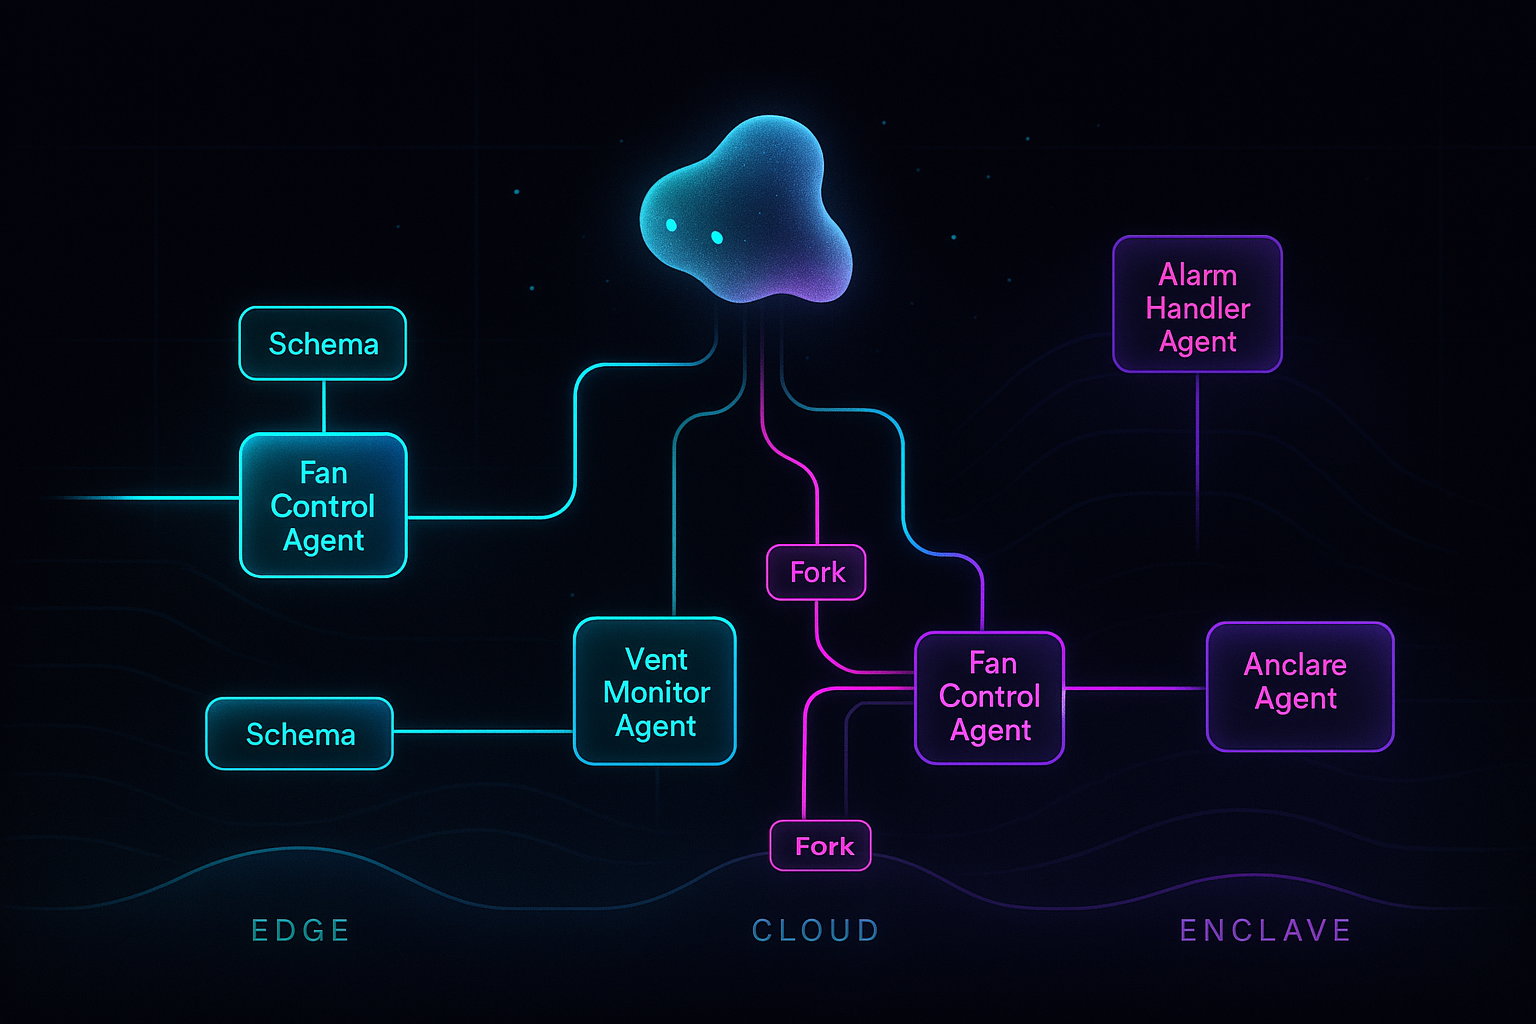 Alarm
Handler
Agent
Schema
Fan
Control
Agent
Fork
Vent
Monitor
Agent
Fan
Control
Agent
Anclare
Agent
Schema
Fork
EDGE
CLOUD
ENCLAVE